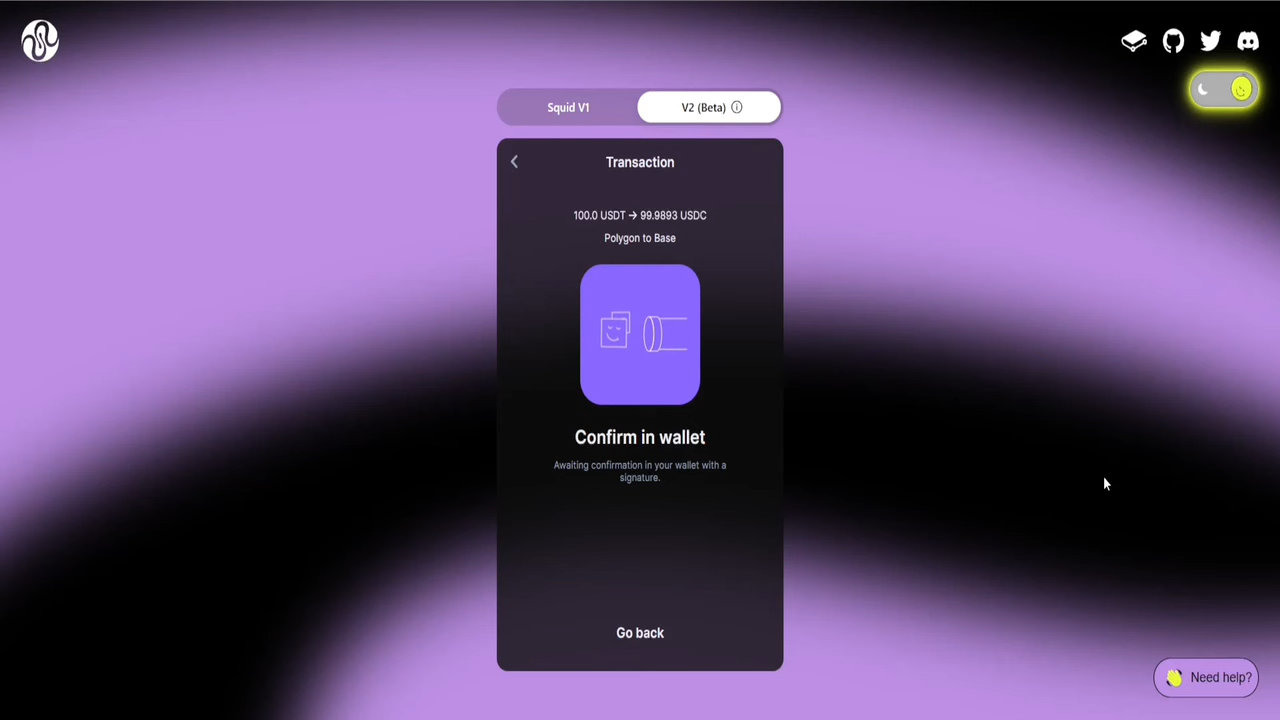 Squid V1
V2 (Beta)
Transaction
100.0 USDT → 99.9893 USDC
Polygon to Base
Confirm in wallet
Awaiting confirmation in your wallet with a
signature.
Go back
Need help?